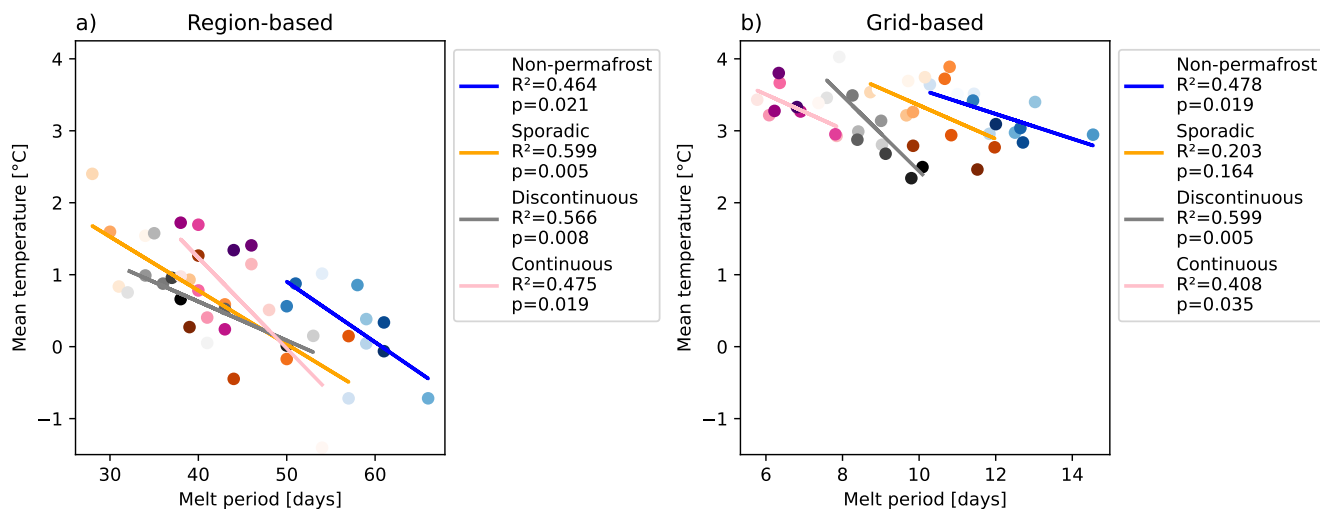 a)
Region-based
4
3
2
1
0
−1
Mean temperature [°C]
30
40
50
60
Melt period [days]
Non-permafrost
R²=0.464
p=0.021
Sporadic
R²=0.599
p=0.005
Discontinuous
R²=0.566
p=0.008
Continuous
R²=0.475
p=0.019
b)
Grid-based
4
3
2
1
0
−1
Mean temperature [°C]
6
8
10
12
14
Melt period [days]
Non-permafrost
R²=0.478
p=0.019
Sporadic
R²=0.203
p=0.164
Discontinuous
R²=0.599
p=0.005
Continuous
R²=0.408
p=0.035